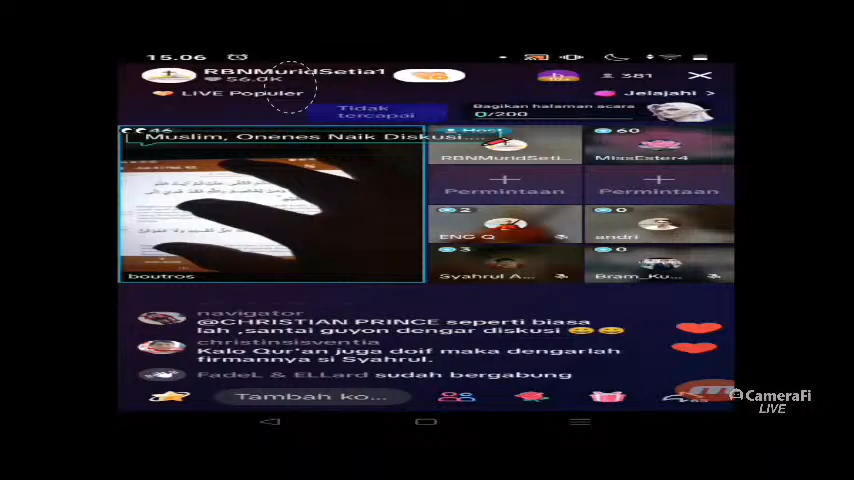 15.06
RBNMuridSetia1
56.0K
381
LIVE Populer
Jelajahi >
Tidak
tercapai
Bagikan halaman acara
0/200
46
Muslim, Onenes Naik Diskusi....
Host
60
RBNMuridSeti...
MissEster4
Permintaan
Permintaan
2
0
ENG Q
andri
3
0
boutros
Syahrul A...
Bram_Ku...
navigator
@CHRISTIAN PRINCE seperti biasa
lah ,santai guyon dengar diskusi 😄😄
christinsisventia
Kalo Qur'an juga doif maka dengarlah
firmannya si Syahrul.
FadeL & ELLard sudah bergabung
Tambah ko...
CameraFi
LIVE